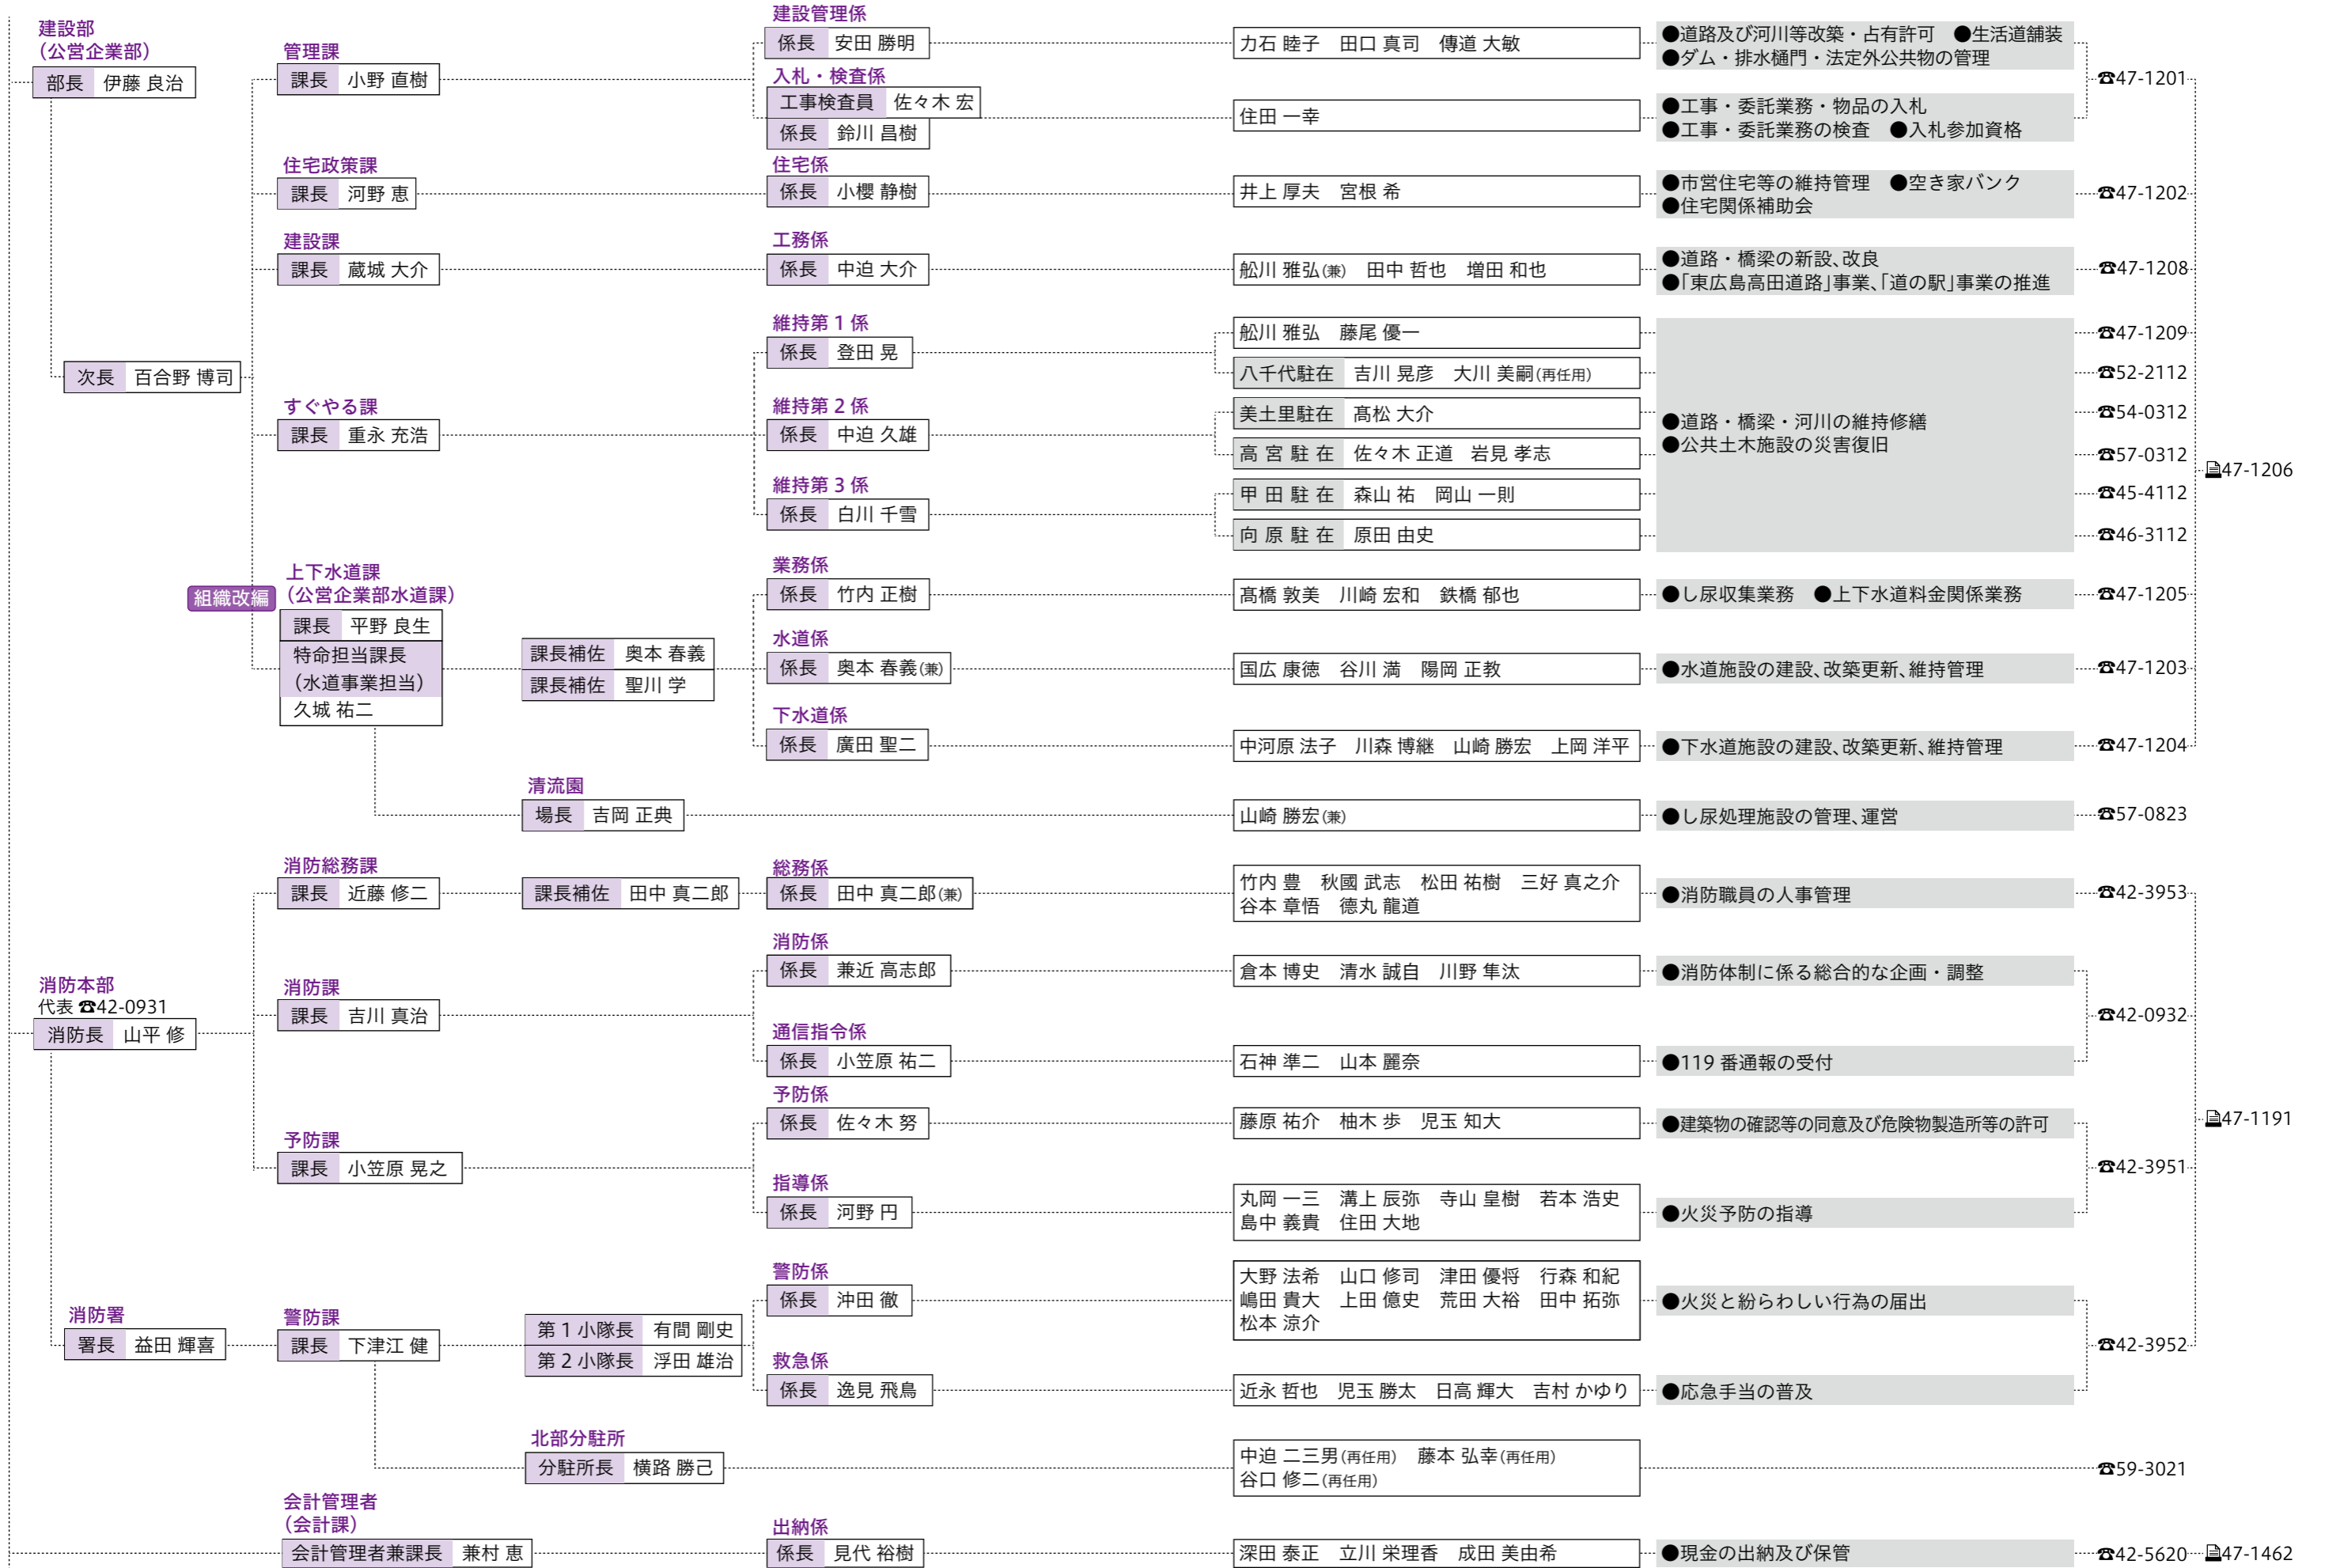 建設部
（公営企業部）
部長 伊藤 良治
次長 百合野 博司
管理課
課長 小野 直樹
建設管理係
係長 安田 勝明
力石 睦子 田口 真司 傳道 大敏
●道路及び河川等改築・占有許可 ●生活道舗装
●ダム・排水樋門・法定外公共物の管理
入札・検査係
工事検査員 佐々木 宏
係長 鈴川 昌樹
住田 一幸
●工事・委託業務・物品の入札
●工事・委託業務の検査 ●入札参加資格
☎47-1201
住宅政策課
課長 河野 恵
住宅係
係長 小櫻 静樹
井上 厚夫 宮根 希
●市営住宅等の維持管理 ●空き家バンク
●住宅関係補助会
☎47-1202
建設課
課長 蔵城 大介
工務係
係長 中迫 大介
舩川 雅弘(兼) 田中 哲也 増田 和也
●道路・橋梁の新設、改良
●「東広島高田道路」事業、「道の駅」事業の推進
☎47-1208
すぐやる課
課長 重永 充浩
維持第1係
係長 登田 晃
舩川 雅弘 藤尾 優一
☎47-1209
八千代駐在 吉川 晃彦 大川 美嗣(再任用)
☎52-2112
維持第2係
係長 中迫 久雄
美土里駐在 髙松 大介
☎54-0312
高宮駐在 佐々木 正道 岩見 孝志
☎57-0312
維持第3係
係長 白川 千雪
甲田駐在 森山 祐 岡山 一則
☎45-4112
向原駐在 原田 由史
☎46-3112
●道路・橋梁・河川の維持修繕
●公共土木施設の災害復旧
組織改編
上下水道課
（公営企業部水道課）
課長 平野 良生
特命担当課長
（水道事業担当）
久城 祐二
課長補佐 奥本 春義
課長補佐 聖川 学
業務係
係長 竹内 正樹
髙橋 敦美 川崎 宏和 鉄橋 郁也
●し尿収集業務 ●上下水道料金関係業務
☎47-1205
水道係
係長 奥本 春義(兼)
国広 康徳 谷川 満 陽岡 正教
●水道施設の建設、改築更新、維持管理
☎47-1203
下水道係
係長 廣田 聖二
中河原 法子 川森 博継 山崎 勝宏 上岡 洋平
●下水道施設の建設、改築更新、維持管理
☎47-1204
47-1206
清流園
場長 吉岡 正典
山崎 勝宏(兼)
●し尿処理施設の管理、運営
☎57-0823
消防本部
代表 ☎42-0931
消防長 山平 修
消防総務課
課長 近藤 修二
課長補佐 田中 真二郎
総務係
係長 田中 真二郎(兼)
竹内 豊 秋國 武志 松田 祐樹 三好 真之介
谷本 章悟 德丸 龍道
●消防職員の人事管理
☎42-3953
消防課
課長 吉川 真治
消防係
係長 兼近 高志郎
倉本 博史 清水 誠自 川野 隼汰
●消防体制に係る総合的な企画・調整
通信指令係
係長 小笠原 祐二
石神 準二 山本 麗奈
●119番通報の受付
☎42-0932
予防課
課長 小笠原 晃之
予防係
係長 佐々木 努
藤原 祐介 柚木 歩 児玉 知大
●建築物の確認等の同意及び危険物製造所等の許可
指導係
係長 河野 円
丸岡 一三 溝上 辰弥 寺山 皇樹 若本 浩史
島中 義貴 住田 大地
●火災予防の指導
☎42-3951
47-1191
消防署
署長 益田 輝喜
警防課
課長 下津江 健
第1小隊長 有間 剛史
第2小隊長 浮田 雄治
警防係
係長 沖田 徹
大野 法希 山口 修司 津田 優将 行森 和紀
嶋田 貴大 上田 億史 荒田 大裕 田中 拓弥
松本 涼介
●火災と紛らわしい行為の届出
救急係
係長 逸見 飛鳥
近永 哲也 児玉 勝太 日高 輝大 吉村 かゆり
●応急手当の普及
☎42-3952
北部分駐所
分駐所長 横路 勝己
中迫 二三男(再任用) 藤本 弘幸(再任用)
谷口 修二(再任用)
☎59-3021
会計管理者
（会計課）
会計管理者兼課長 兼村 恵
出納係
係長 見代 裕樹
深田 泰正 立川 栄理香 成田 美由希
●現金の出納及び保管
☎42-5620
47-1462